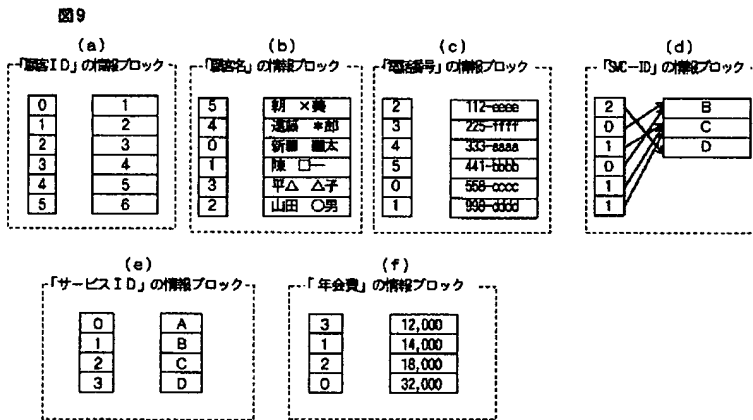 図9
(a)
「顧客ID」の情報ブロック
0 1
1 2
2 3
3 4
4 5
5 6
(b)
「顧客名」の情報ブロック
5 朝 ×美
4 遠藤 *郎
0 新藤 太
1 陳 □一
3 平△ △子
2 山田 ○男
(c)
「電話番号」の情報ブロック
2 112-eeee
3 225-ffff
4 333-aaaa
5 441-bbbb
0 558-cccc
1 998-dddd
(d)
「SVC-ID」の情報ブロック
2 B
0 C
1 D
0
1
1
(e)
「サービスID」の情報ブロック
0 A
1 B
2 C
3 D
(f)
「年会費」の情報ブロック
3 12,000
1 14,000
2 18,000
0 32,000